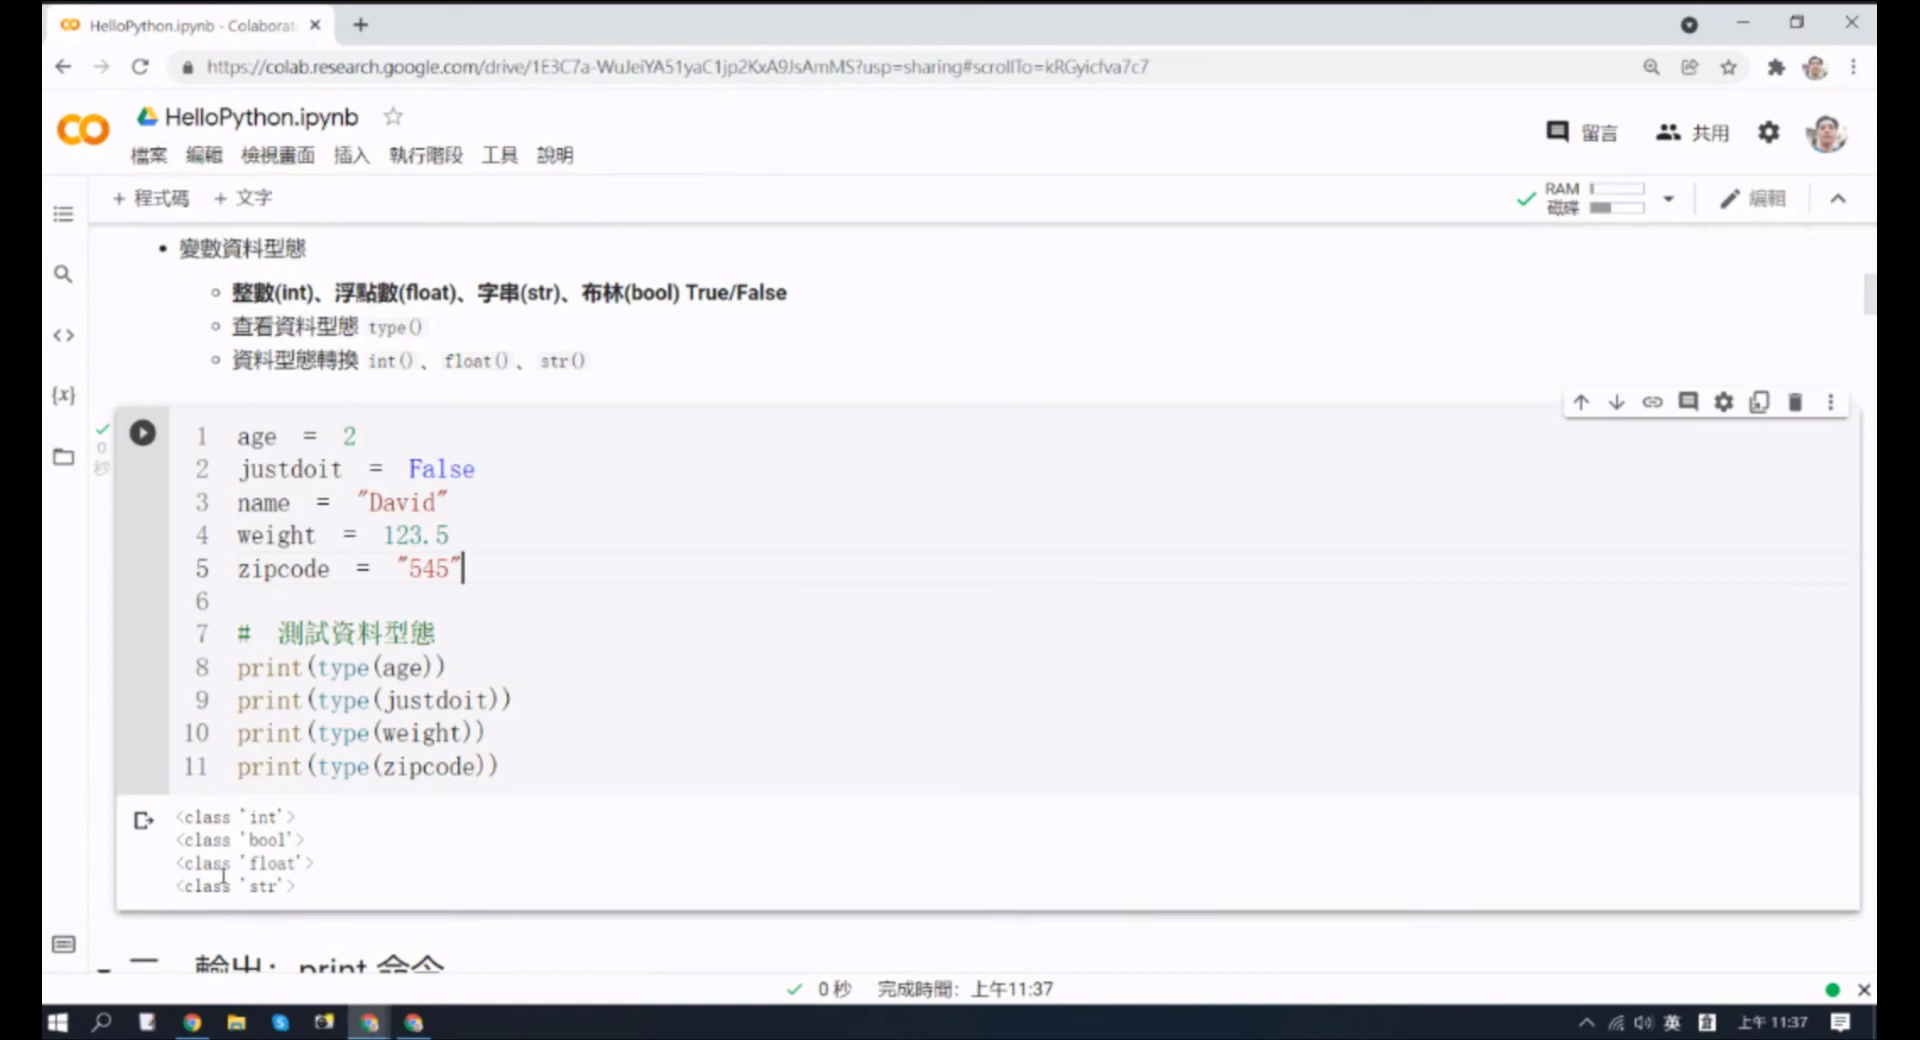 HelloPython.ipynb - Colaborat
https://colab.research.google.com/drive/1E3C7a-WuJeiYA51yaC1jp2KxA9JsAmMS?usp=sharing#scrollTo=kRGyicfva7c7
HelloPython.ipynb
檔案 編輯 檢視畫面 插入 執行階段 工具 說明
留言 共用
+ 程式碼 + 文字
RAM
磁碟
編輯
• 變數資料型態
○ 整數(int)、浮點數(float)、字串(str)、布林(bool) True/False
○ 查看資料型態 type()
○ 資料型態轉換 int() 、 float() 、 str()
0
秒
1 age = 2
2 justdoit = False
3 name = "David"
4 weight = 123.5
5 zipcode = "545"
6
7 # 測試資料型態
8 print(type(age))
9 print(type(justdoit))
10 print(type(weight))
11 print(type(zipcode))
<class 'int'>
<class 'bool'>
<class 'float'>
<class 'str'>
輸出：print 命令
0 秒 完成時間：上午11:37
英 上午 11:37